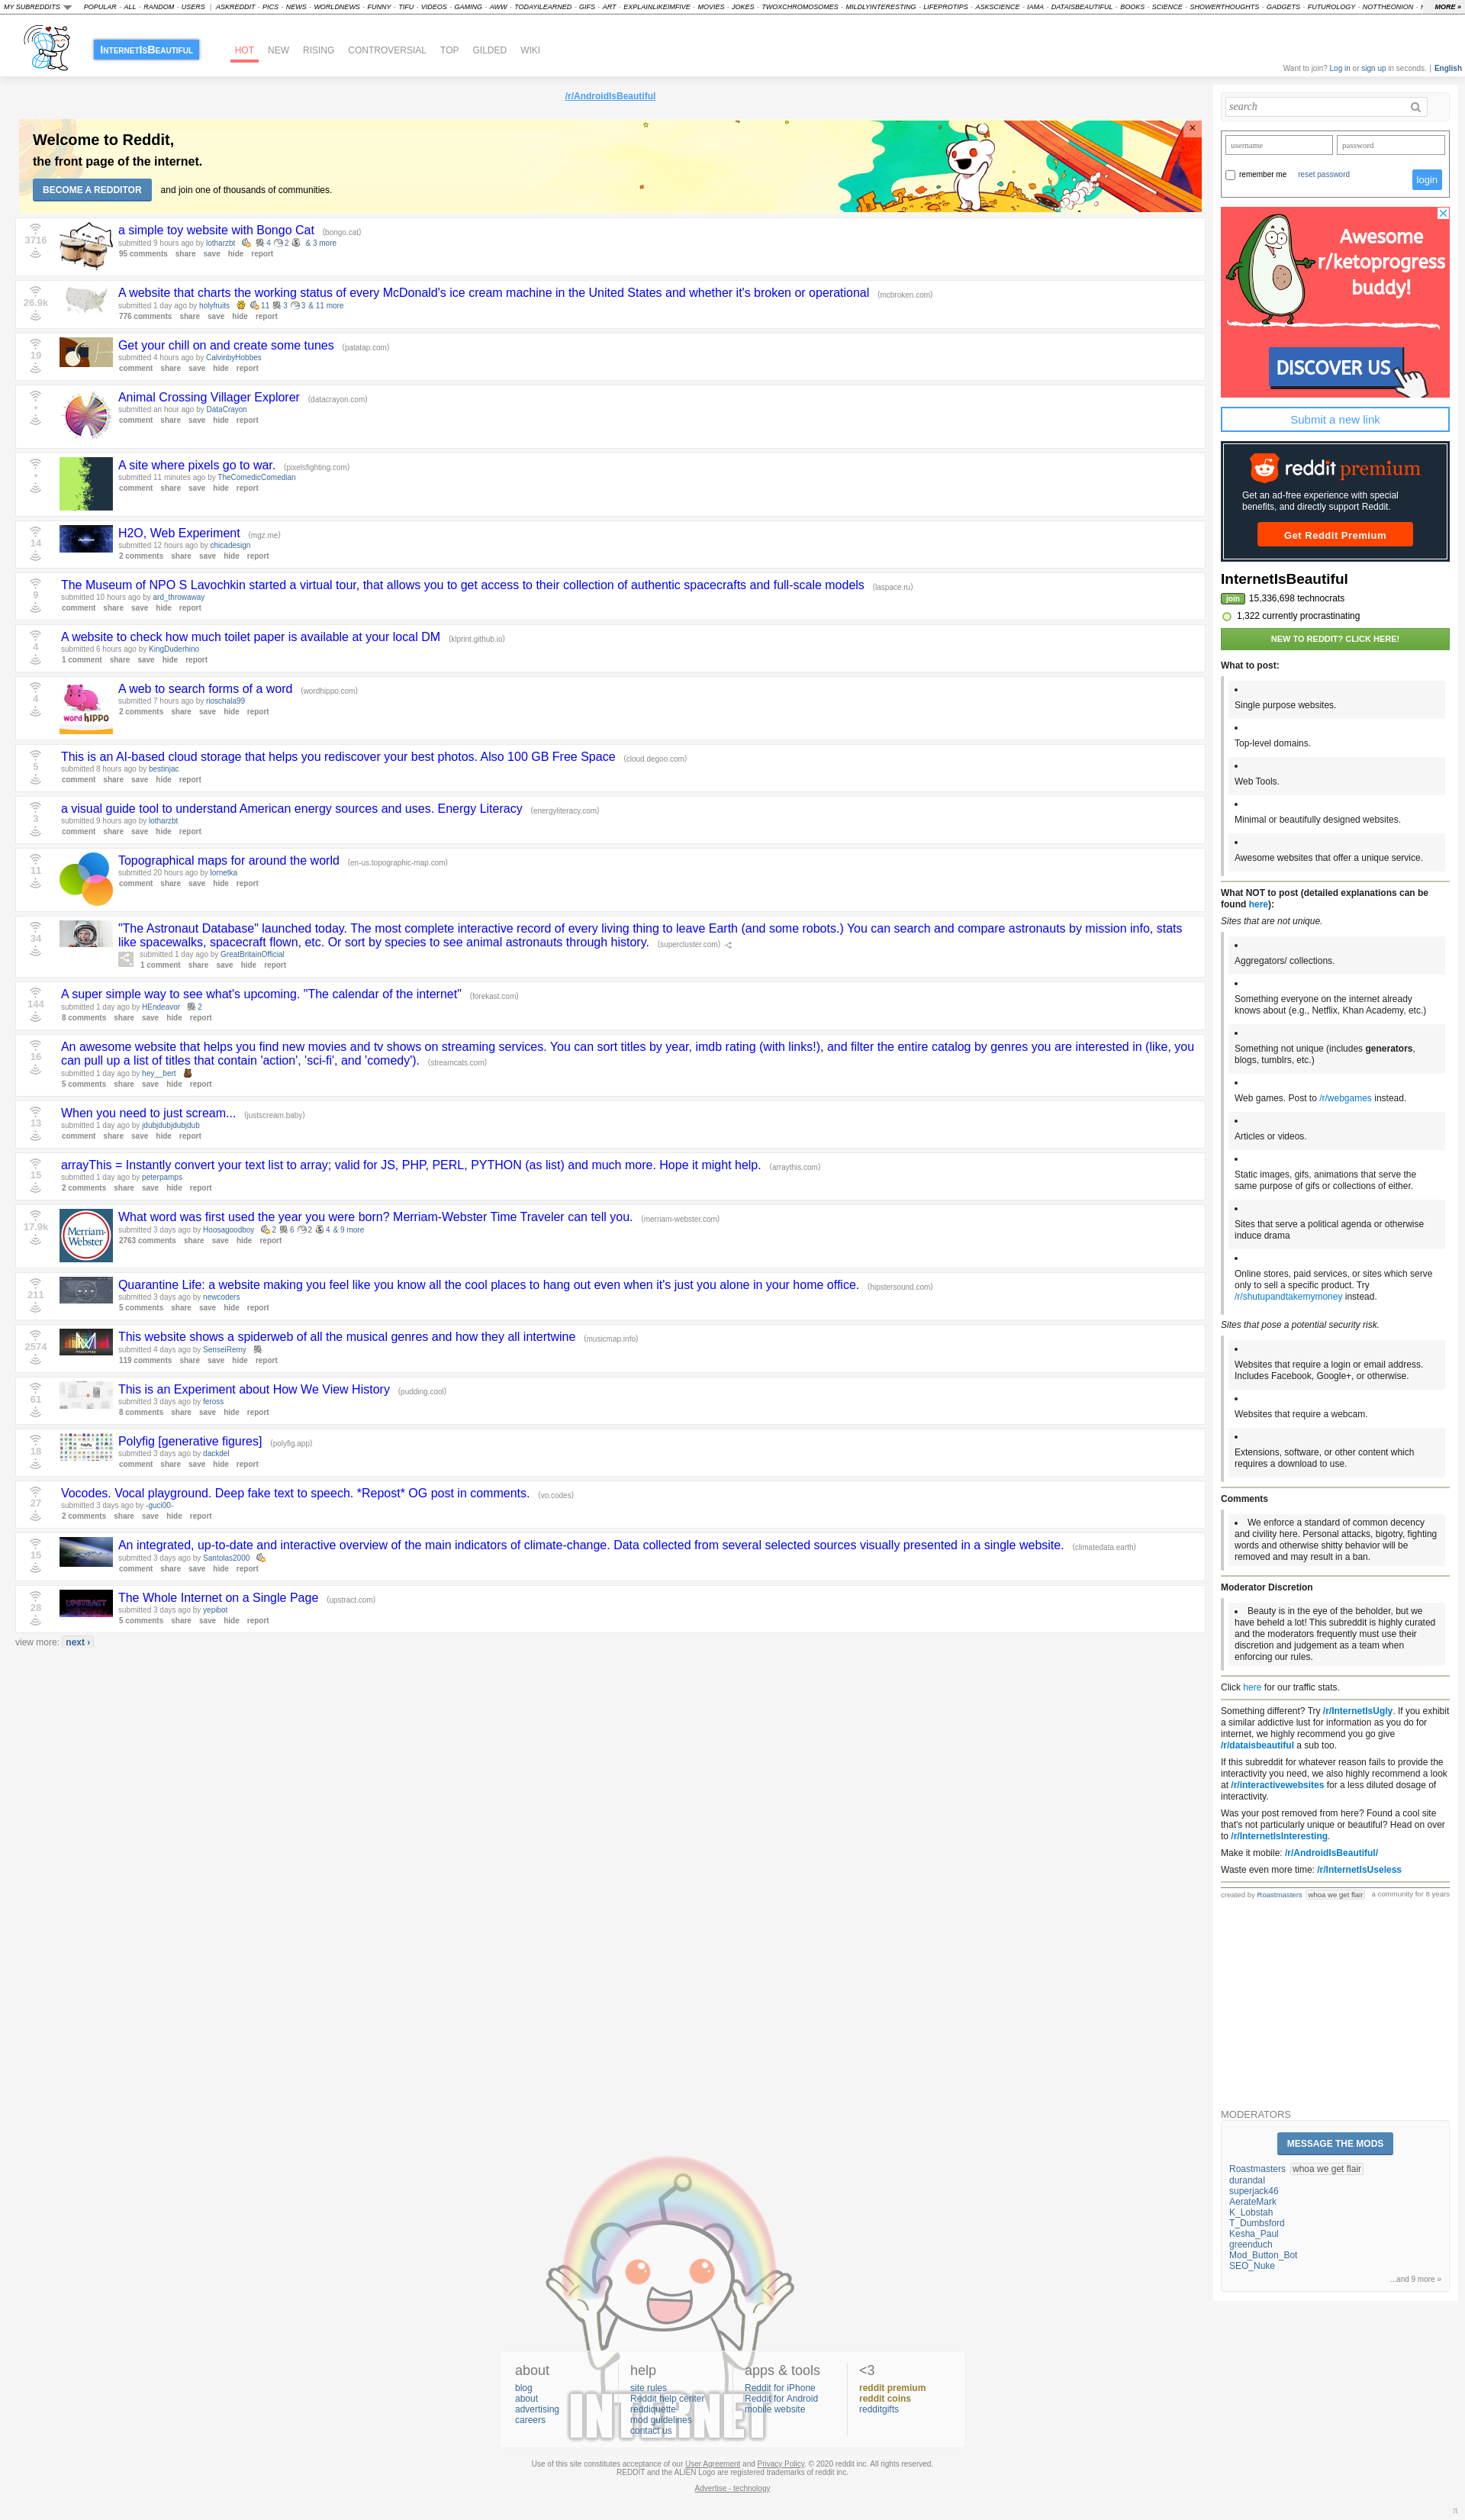 MY SUBREDDITS POPULAR - ALL - RANDOM - USERS | ASKREDDIT - PICS - NEWS - WORLDNEWS - FUNNY - TIFU - VIDEOS - GAMING - AWW - TODAYILEARNED - GIFS - ART - EXPLAINLIKEIMFIVE - MOVIES - JOKES - TWOXCHROMOSOMES - MILDLYINTERESTING - LIFEPROTIPS - ASKSCIENCE - IAMA - DATAISBEAUTIFUL - BOOKS - SCIENCE - SHOWERTHOUGHTS - GADGETS - FUTUROLOGY - NOTTHEONION - MORE »
InternetIsBeautiful HOT NEW RISING CONTROVERSIAL TOP GILDED WIKI
Want to join? Log in or sign up in seconds. | English
/r/AndroidIsBeautiful
Welcome to Reddit,
the front page of the internet.
BECOME A REDDITOR and join one of thousands of communities.
3716
a simple toy website with Bongo Cat (bongo.cat)
submitted 9 hours ago by lotharzbt 4 2 & 3 more
95 comments share save hide report
26.9k
A website that charts the working status of every McDonald's ice cream machine in the United States and whether it's broken or operational (mcbroken.com)
submitted 1 day ago by holyfruits 11 3 3 & 11 more
776 comments share save hide report
19
Get your chill on and create some tunes (patatap.com)
submitted 4 hours ago by CalvinbyHobbes
comment share save hide report
•
Animal Crossing Villager Explorer (datacrayon.com)
submitted an hour ago by DataCrayon
comment share save hide report
•
A site where pixels go to war. (pixelsfighting.com)
submitted 11 minutes ago by TheComedicComedian
comment share save hide report
14
H2O, Web Experiment (mgz.me)
submitted 12 hours ago by chicadesign
2 comments share save hide report
9
The Museum of NPO S Lavochkin started a virtual tour, that allows you to get access to their collection of authentic spacecrafts and full-scale models (laspace.ru)
submitted 10 hours ago by ard_throwaway
comment share save hide report
4
A website to check how much toilet paper is available at your local DM (klprint.github.io)
submitted 6 hours ago by KingDuderhino
1 comment share save hide report
4
word hippo
A web to search forms of a word (wordhippo.com)
submitted 7 hours ago by rioschala99
2 comments share save hide report
5
This is an AI-based cloud storage that helps you rediscover your best photos. Also 100 GB Free Space (cloud.degoo.com)
submitted 8 hours ago by bestinjac
comment share save hide report
3
a visual guide tool to understand American energy sources and uses. Energy Literacy (energyliteracy.com)
submitted 9 hours ago by lotharzbt
comment share save hide report
11
Topographical maps for around the world (en-us.topographic-map.com)
submitted 20 hours ago by lornetka
comment share save hide report
34
"The Astronaut Database" launched today. The most complete interactive record of every living thing to leave Earth (and some robots.) You can search and compare astronauts by mission info, stats
like spacewalks, spacecraft flown, etc. Or sort by species to see animal astronauts through history. (supercluster.com)
submitted 1 day ago by GreatBritainOfficial
1 comment share save hide report
144
A super simple way to see what's upcoming. "The calendar of the internet" (forekast.com)
submitted 1 day ago by HEndeavor 2
8 comments share save hide report
16
An awesome website that helps you find new movies and tv shows on streaming services. You can sort titles by year, imdb rating (with links!), and filter the entire catalog by genres you are interested in (like, you
can pull up a list of titles that contain 'action', 'sci-fi', and 'comedy'). (streamcats.com)
submitted 1 day ago by hey__bert
5 comments share save hide report
13
When you need to just scream... (justscream.baby)
submitted 1 day ago by jdubjdubjdubjdub
comment share save hide report
15
arrayThis = Instantly convert your text list to array; valid for JS, PHP, PERL, PYTHON (as list) and much more. Hope it might help. (arraythis.com)
submitted 1 day ago by peterpamps
2 comments share save hide report
17.9k
Merriam-Webster
What word was first used the year you were born? Merriam-Webster Time Traveler can tell you. (merriam-webster.com)
submitted 3 days ago by Hoosagoodboy 2 6 2 4 & 9 more
2763 comments share save hide report
211
Quarantine Life: a website making you feel like you know all the cool places to hang out even when it's just you alone in your home office. (hipstersound.com)
submitted 3 days ago by newcoders
5 comments share save hide report
2574
This website shows a spiderweb of all the musical genres and how they all intertwine (musicmap.info)
submitted 4 days ago by SenseiRemy
119 comments share save hide report
61
This is an Experiment about How We View History (pudding.cool)
submitted 3 days ago by feross
8 comments share save hide report
18
Polyfig [generative figures] (polyfig.app)
submitted 3 days ago by dackdel
comment share save hide report
27
Vocodes. Vocal playground. Deep fake text to speech. *Repost* OG post in comments. (vo.codes)
submitted 3 days ago by -guci00-
2 comments share save hide report
15
An integrated, up-to-date and interactive overview of the main indicators of climate-change. Data collected from several selected sources visually presented in a single website. (climatedata.earth)
submitted 3 days ago by Santolas2000
comment share save hide report
28
UPSTRACT
The Whole Internet on a Single Page (upstract.com)
submitted 3 days ago by yepibot
5 comments share save hide report
view more: next ›
search
username password
remember me reset password login
Awesome
r/ketoprogress
buddy!
DISCOVER US
Submit a new link
reddit premium
Get an ad-free experience with special
benefits, and directly support Reddit.
Get Reddit Premium
InternetIsBeautiful
join 15,336,698 technocrats
1,322 currently procrastinating
NEW TO REDDIT? CLICK HERE!
What to post:
Single purpose websites.
Top-level domains.
Web Tools.
Minimal or beautifully designed websites.
Awesome websites that offer a unique service.
What NOT to post (detailed explanations can be
found here):
Sites that are not unique.
Aggregators/ collections.
Something everyone on the internet already
knows about (e.g., Netflix, Khan Academy, etc.)
Something not unique (includes generators,
blogs, tumblrs, etc.)
Web games. Post to /r/webgames instead.
Articles or videos.
Static images, gifs, animations that serve the
same purpose of gifs or collections of either.
Sites that serve a political agenda or otherwise
induce drama
Online stores, paid services, or sites which serve
only to sell a specific product. Try
/r/shutupandtakemymoney instead.
Sites that pose a potential security risk.
Websites that require a login or email address.
Includes Facebook, Google+, or otherwise.
Websites that require a webcam.
Extensions, software, or other content which
requires a download to use.
Comments
We enforce a standard of common decency
and civility here. Personal attacks, bigotry, fighting
words and otherwise shitty behavior will be
removed and may result in a ban.
Moderator Discretion
Beauty is in the eye of the beholder, but we
have beheld a lot! This subreddit is highly curated
and the moderators frequently must use their
discretion and judgement as a team when
enforcing our rules.
Click here for our traffic stats.
Something different? Try /r/InternetIsUgly. If you exhibit
a similar addictive lust for information as you do for
internet, we highly recommend you go give
/r/dataisbeautiful a sub too.
If this subreddit for whatever reason fails to provide the
interactivity you need, we also highly recommend a look
at /r/interactivewebsites for a less diluted dosage of
interactivity.
Was your post removed from here? Found a cool site
that's not particularly unique or beautiful? Head on over
to /r/InternetIsInteresting.
Make it mobile: /r/AndroidIsBeautiful/
Waste even more time: /r/InternetIsUseless
created by Roastmasters whoa we get flair a community for 8 years
MODERATORS
MESSAGE THE MODS
Roastmasters whoa we get flair
durandal
superjack46
AerateMark
K_Lobstah
T_Dumbsford
Kesha_Paul
greenduch
Mod_Button_Bot
SEO_Nuke
...and 9 more »
INTERNET
about
blog
about
advertising
careers
help
site rules
Reddit help center
reddiquette
mod guidelines
contact us
apps & tools
Reddit for iPhone
Reddit for Android
mobile website
<3
reddit premium
reddit coins
redditgifts
Use of this site constitutes acceptance of our User Agreement and Privacy Policy. © 2020 reddit inc. All rights reserved.
REDDIT and the ALIEN Logo are registered trademarks of reddit inc.
Advertise - technology
π